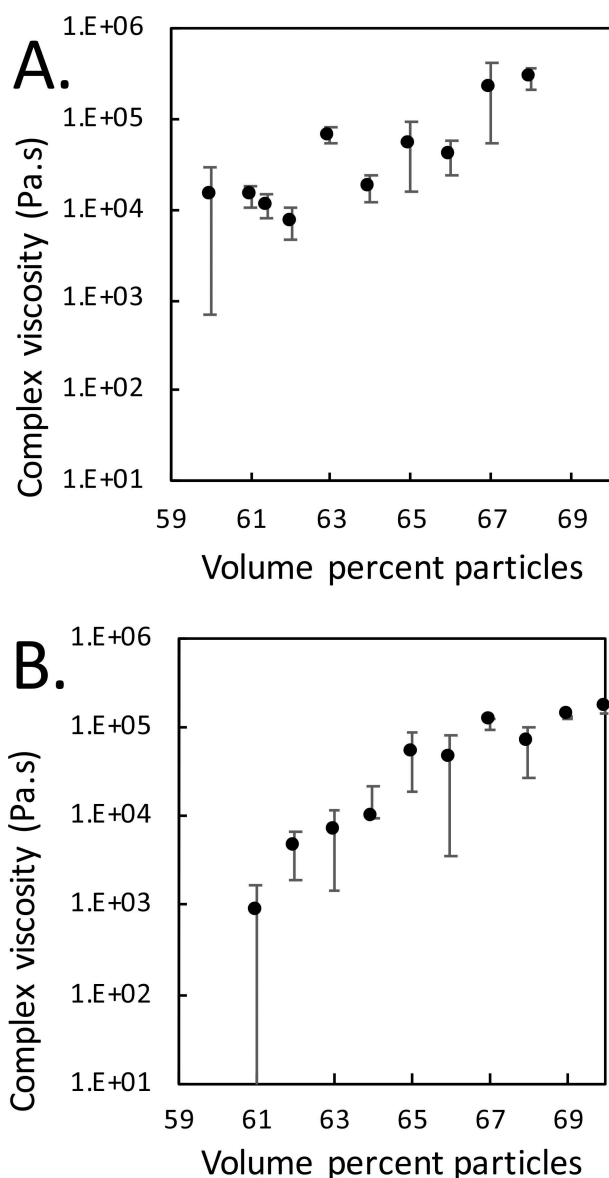 A.
Complex viscosity (Pa.s)
1.E+06
1.E+05
1.E+04
1.E+03
1.E+02
1.E+01
59 61 63 65 67 69
Volume percent particles
B.
Complex viscosity (Pa.s)
1.E+06
1.E+05
1.E+04
1.E+03
1.E+02
1.E+01
59 61 63 65 67 69
Volume percent particles